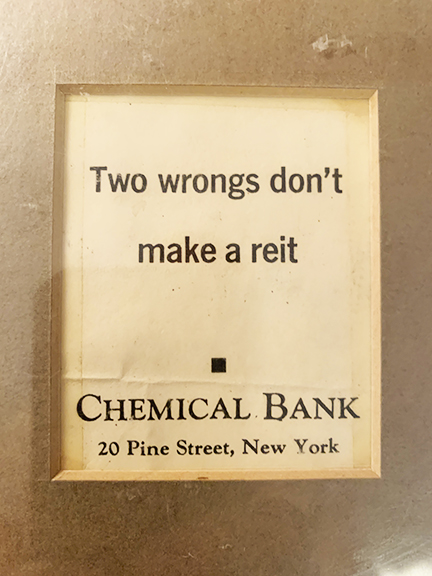 Two wrongs don't
make a reit
CHEMICAL BANK
20 Pine Street, New York